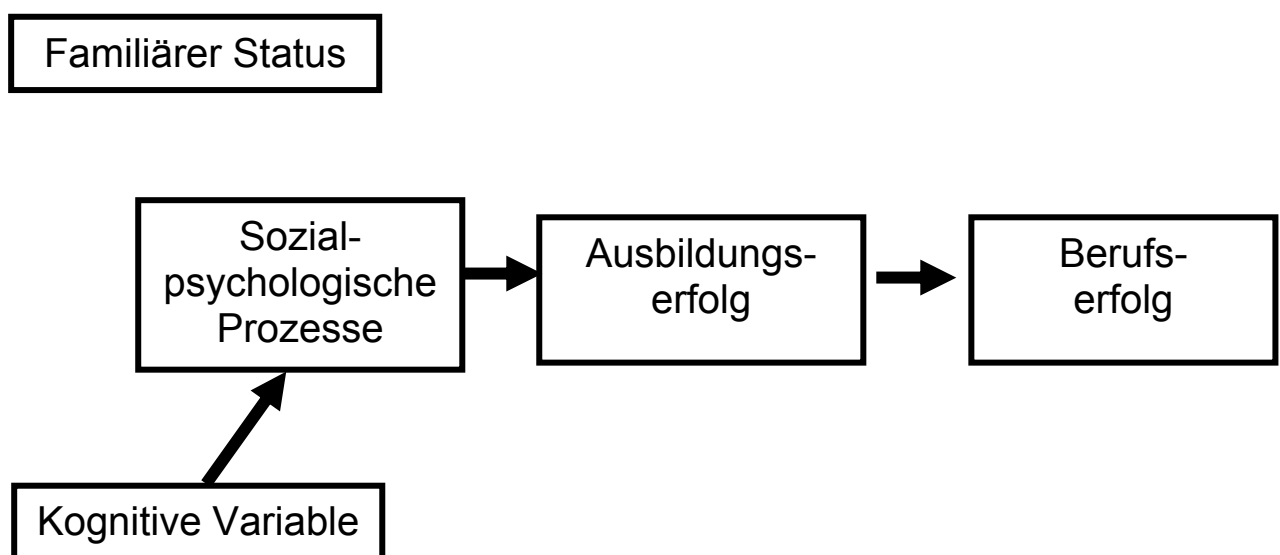 Familiärer Status
Sozial-
psychologische
Prozesse
Ausbildungs-
erfolg
Berufs-
erfolg
Kognitive Variable